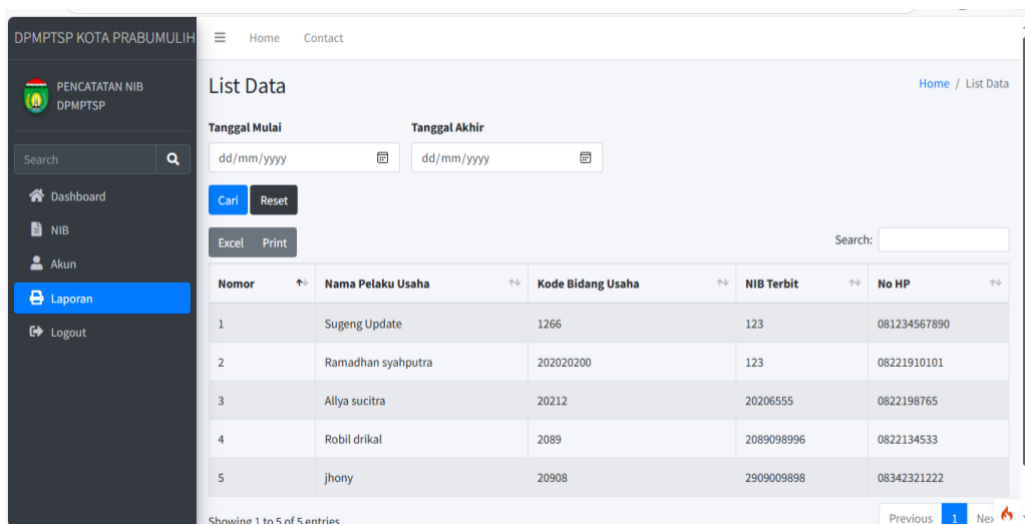 DPMPTSP KOTA PRABUMULIH
Home Contact
PENCATATAN NIB
DPMPTSP
Search
Dashboard
NIB
Akun
Laporan
Logout
List Data
Home / List Data
Tanggal Mulai Tanggal Akhir
dd/mm/yyyy dd/mm/yyyy
Cari Reset
Excel Print
Search:
Nomor Nama Pelaku Usaha Kode Bidang Usaha NIB Terbit No HP
1 Sugeng Update 1266 123 081234567890
2 Ramadhan syahputra 202020200 123 08221910101
3 Allya sucitra 20212 20206555 0822198765
4 Robil drikal 2089 2089098996 0822134533
5 jhony 20908 2909009898 08342321222
Showing 1 to 5 of 5 entries
Previous 1